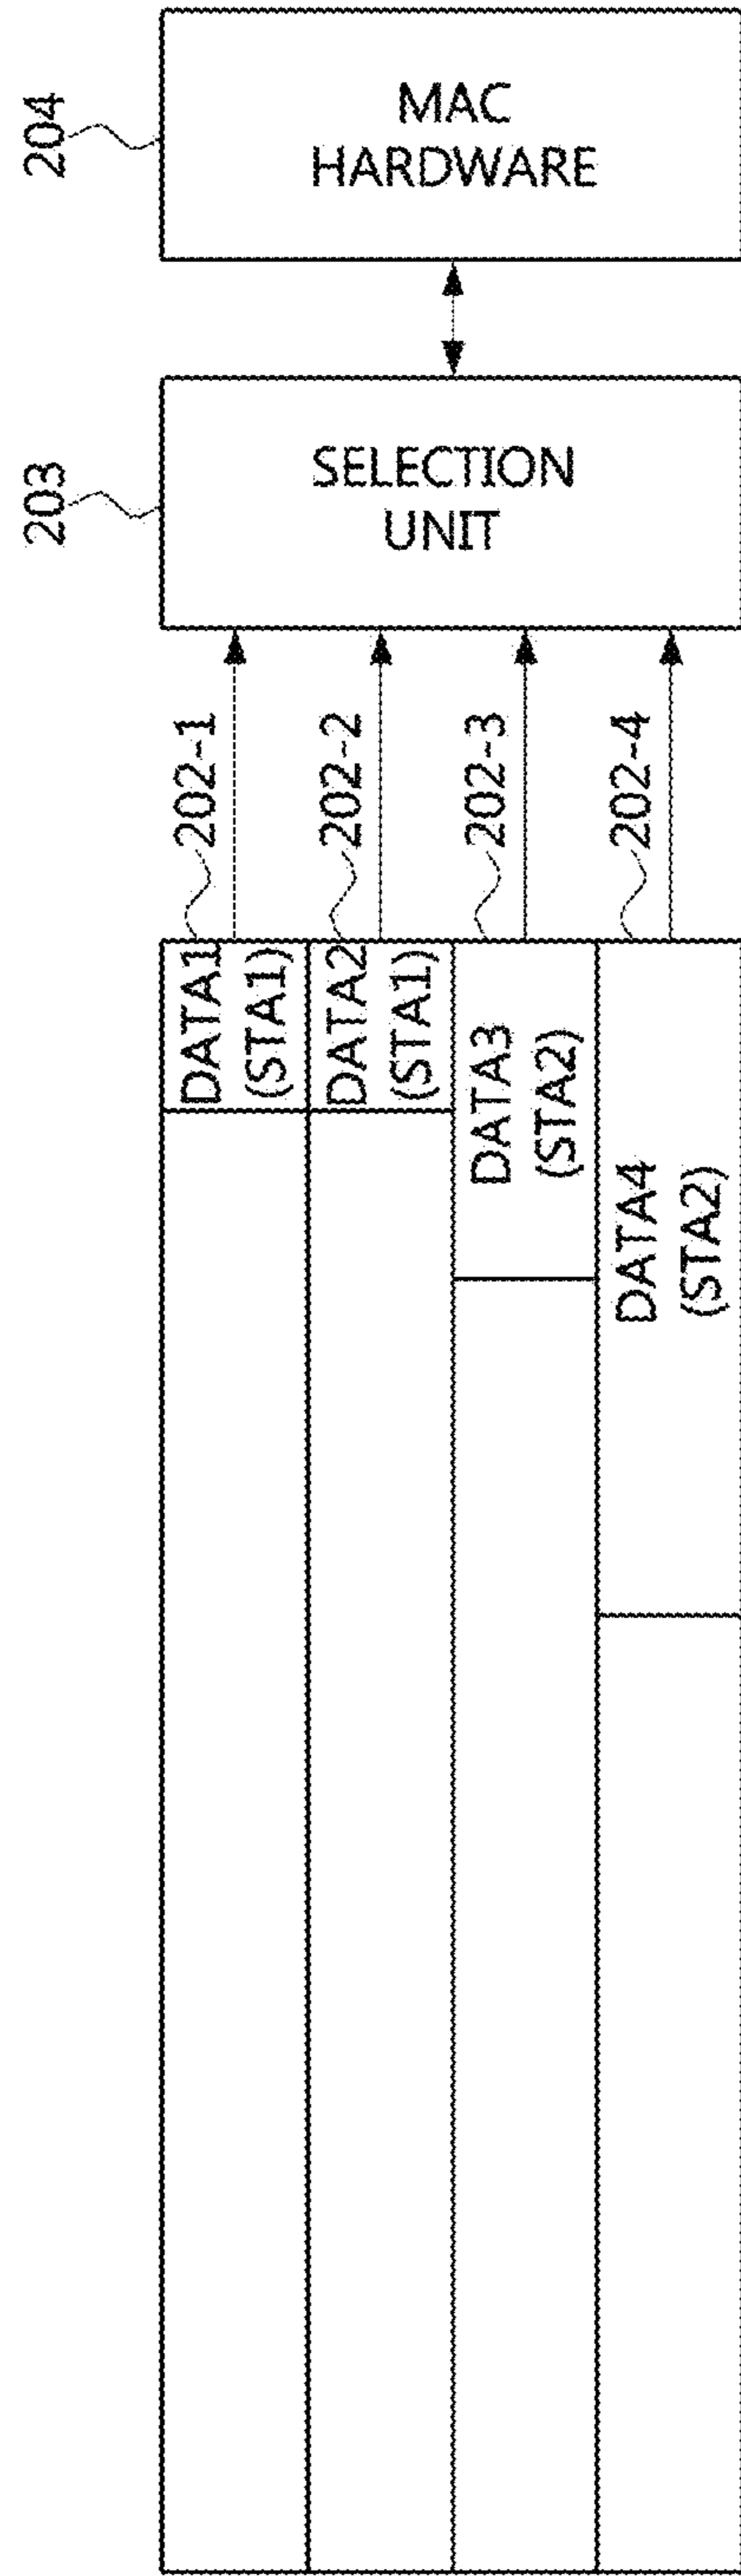 204
MAC
HARDWARE
203
SELECTION
UNIT
202-1
202-2
202-3
202-4
DATA1
(STA1)
DATA2
(STA1)
DATA3
(STA2)
DATA4
(STA2)